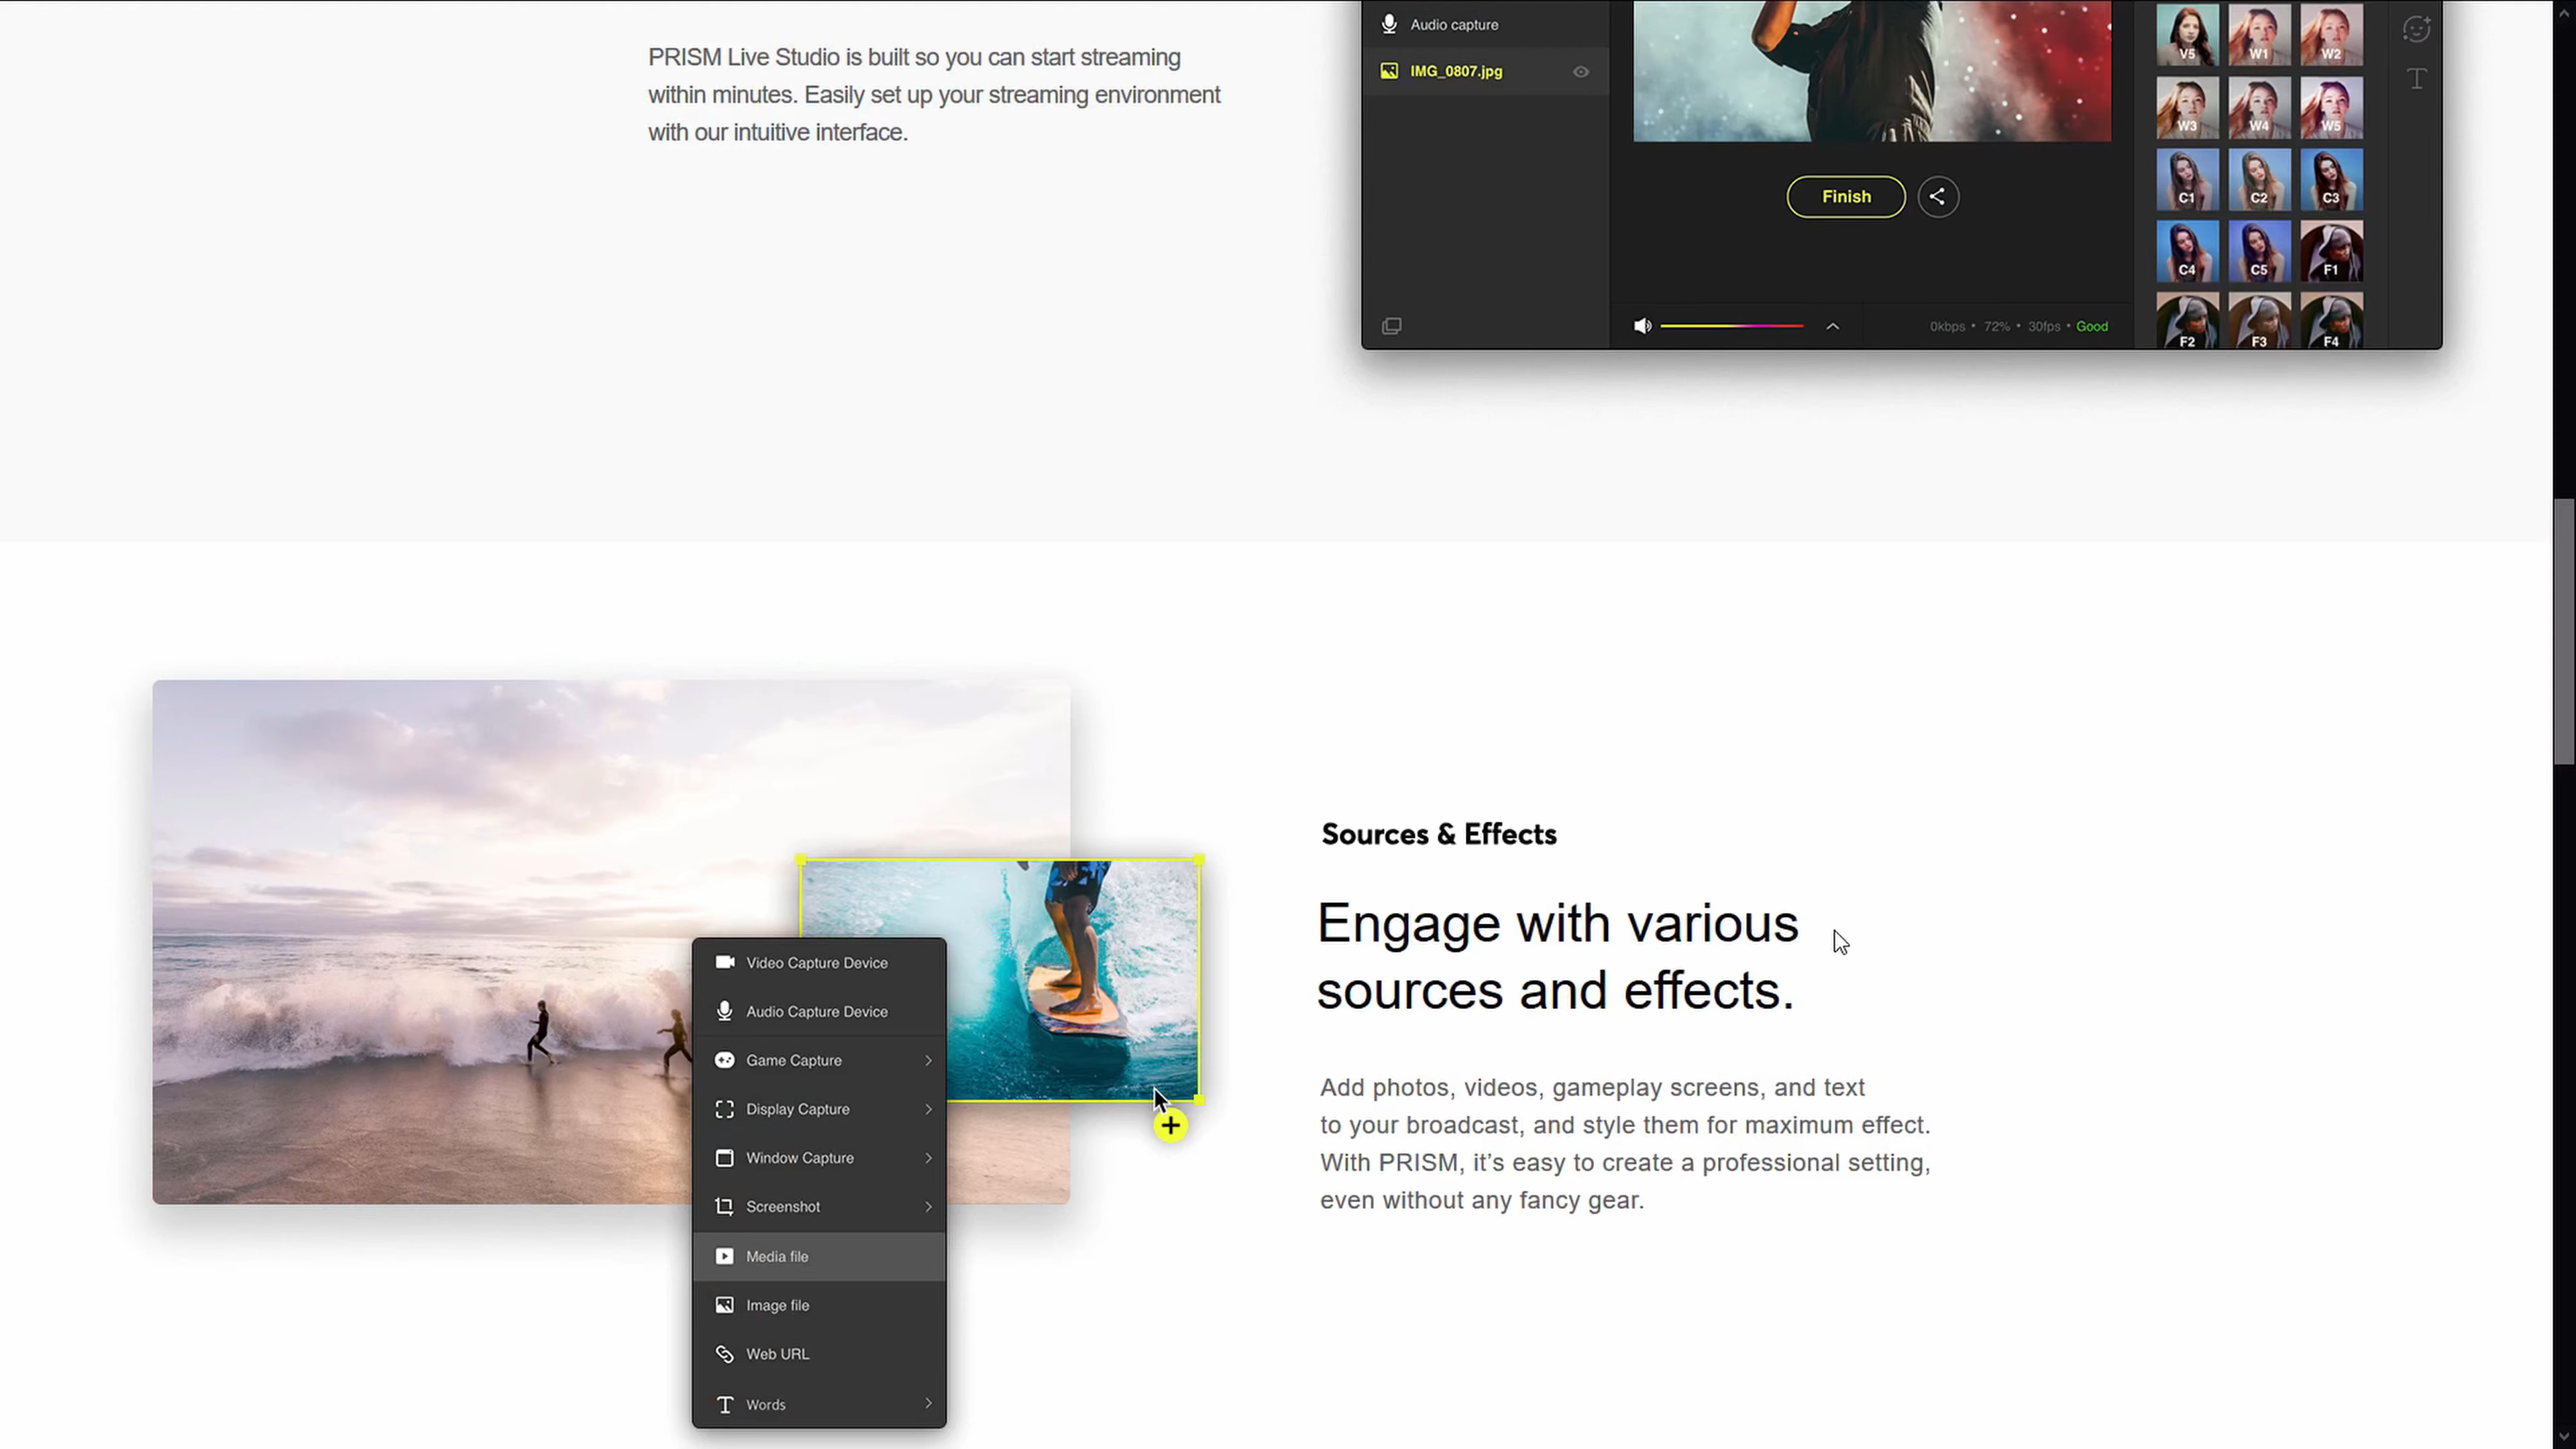 PRISM Live Studio is built so you can start streaming
within minutes. Easily set up your streaming environment
with our intuitive interface.
Audio capture
IMG_0807.jpg
V5
W1
W2
W3
W4
W5
C1
C2
C3
C4
C5
F1
F2
F3
F4
Finish
0kbps • 72% • 30fps • Good
Video Capture Device
Audio Capture Device
Game Capture
Display Capture
Window Capture
Screenshot
Media file
Image file
Web URL
Words
Sources & Effects
Engage with various
sources and effects.
Add photos, videos, gameplay screens, and text
to your broadcast, and style them for maximum effect.
With PRISM, it’s easy to create a professional setting,
even without any fancy gear.